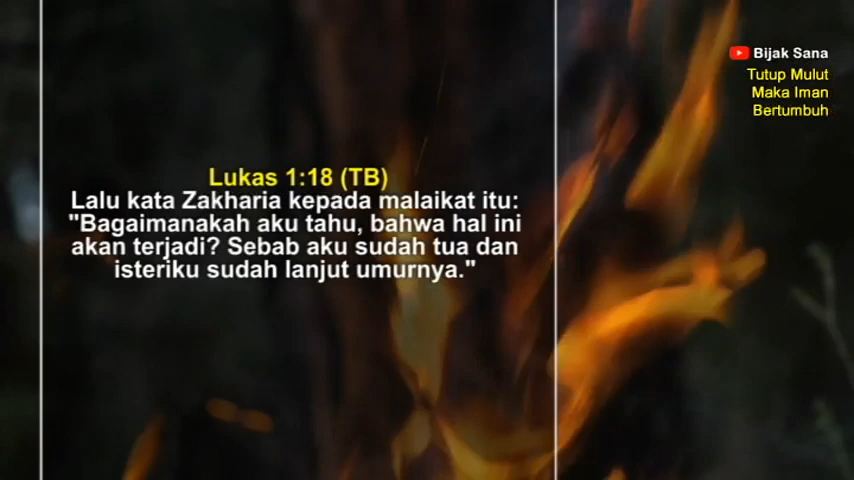 Bijak Sana
Tutup Mulut
Maka Iman
Bertumbuh
Lukas 1:18 (TB)
Lalu kata Zakharia kepada malaikat itu:
"Bagaimanakah aku tahu, bahwa hal ini
akan terjadi? Sebab aku sudah tua dan
isteriku sudah lanjut umurnya."